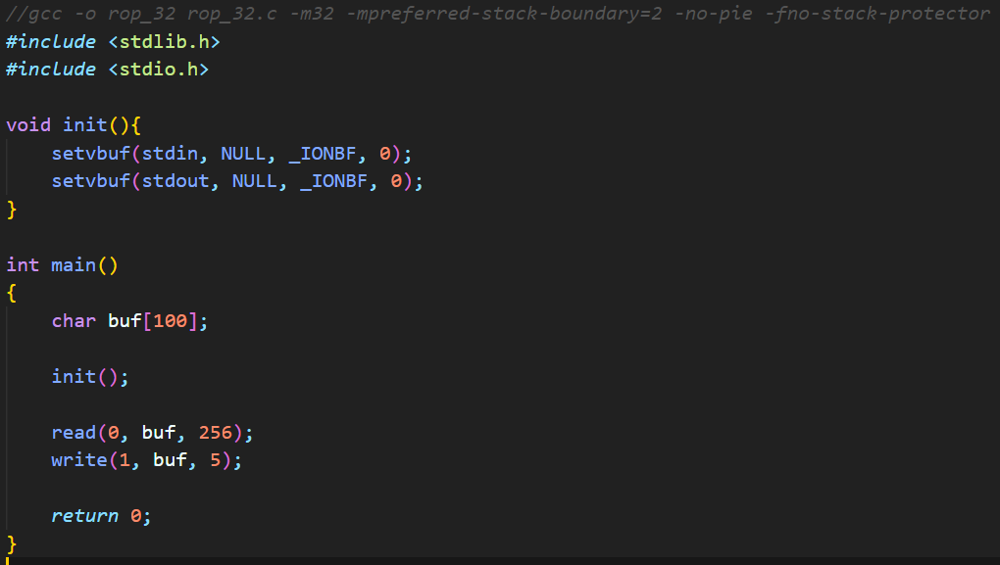 //gcc -o rop_32 rop_32.c -m32 -mpreferred-stack-boundary=2 -no-pie -fno-stack-protector
#include <stdlib.h>
#include <stdio.h>
void init(){
    setvbuf(stdin, NULL, _IONBF, 0);
    setvbuf(stdout, NULL, _IONBF, 0);
}
int main()
{
    char buf[100];
    init();
    read(0, buf, 256);
    write(1, buf, 5);
    return 0;
}